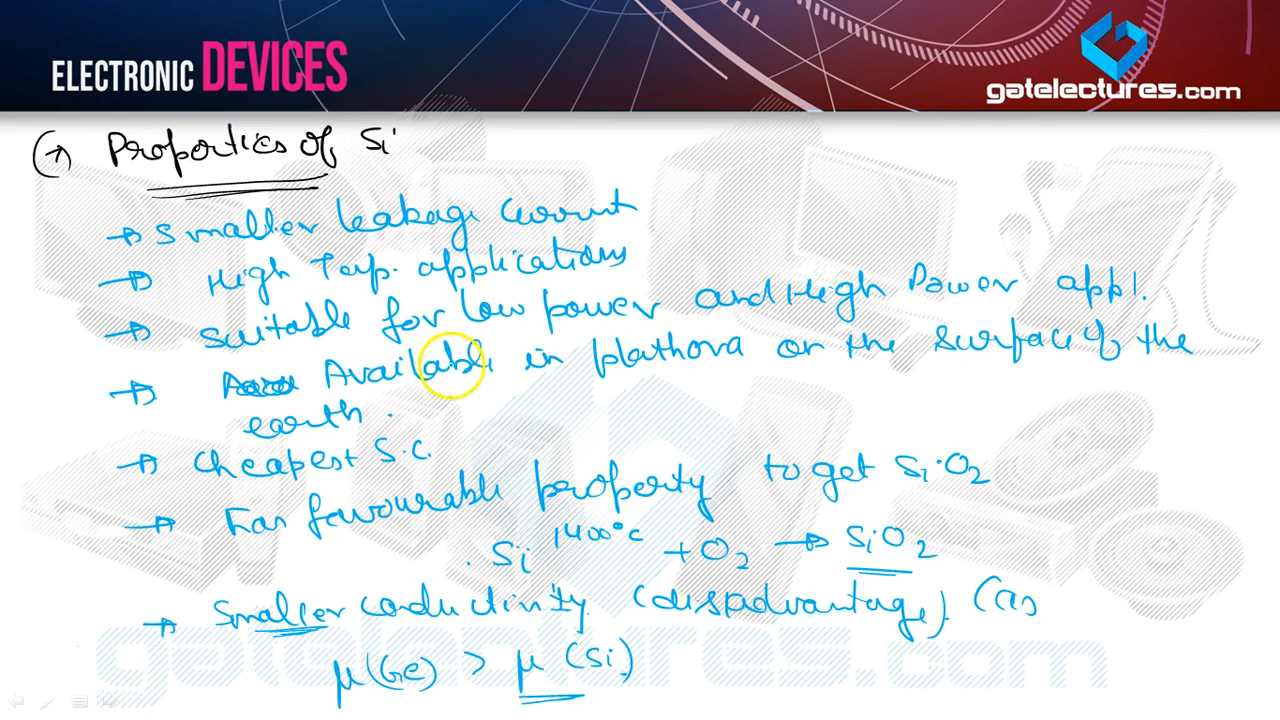 ELECTRONIC DEVICES
gatelectures.com
(→) Properties of Si
→ Smaller leakage current
→ High Temp. applications
→ Suitable for low power and High Power appl.
→ Available in plathora on the surface of the
earth.
→ Cheapest S.C.
→ Has favourable property to get SiO2
Si 1400°C + O2 → SiO2
→ Smaller conductivity (disadvantage) (as
μ(Ge) > μ (Si)
gatelectures.com